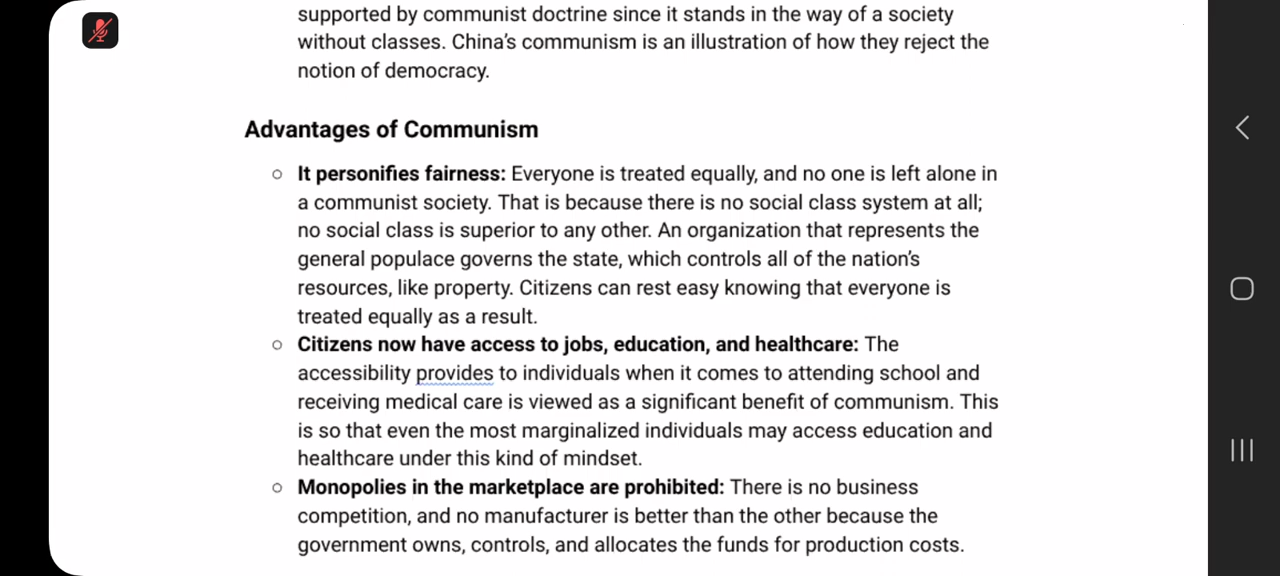 supported by communist doctrine since it stands in the way of a society
without classes. China's communism is an illustration of how they reject the
notion of democracy.
Advantages of Communism
It personifies fairness: Everyone is treated equally, and no one is left alone in
a communist society. That is because there is no social class system at all;
no social class is superior to any other. An organization that represents the
general populace governs the state, which controls all of the nation's
resources, like property. Citizens can rest easy knowing that everyone is
treated equally as a result.
Citizens now have access to jobs, education, and healthcare: The
accessibility provides to individuals when it comes to attending school and
receiving medical care is viewed as a significant benefit of communism. This
is so that even the most marginalized individuals may access education and
healthcare under this kind of mindset.
Monopolies in the marketplace are prohibited: There is no business
competition, and no manufacturer is better than the other because the
government owns, controls, and allocates the funds for production costs.